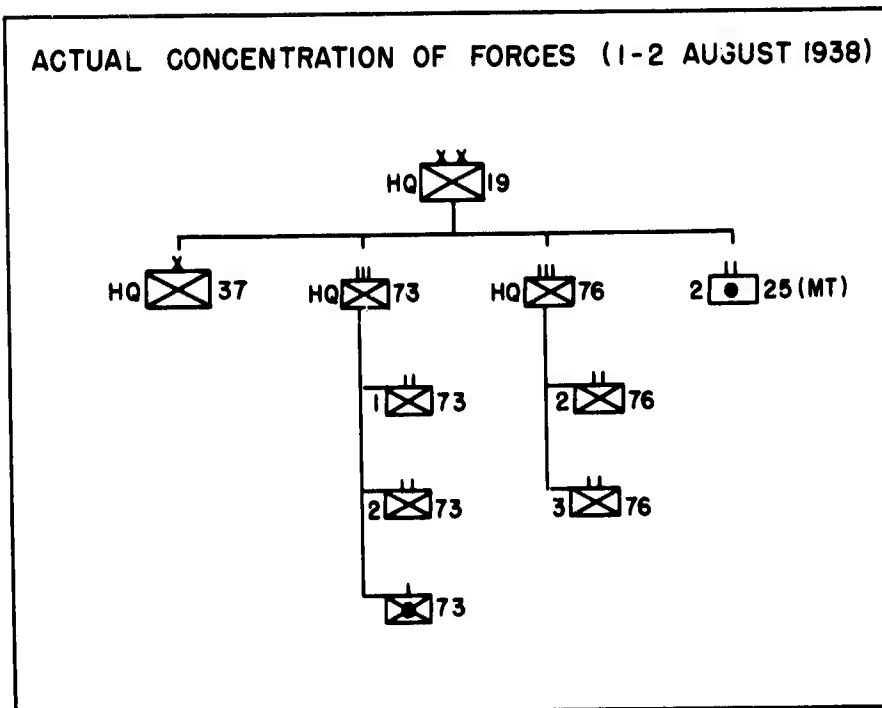 ACTUAL CONCENTRATION OF FORCES (1-2 AUGUST 1938)
HQ 19
HQ 37 HQ 73 HQ 76 2 25 (MT)
1 73 2 76
2 73 3 76
73